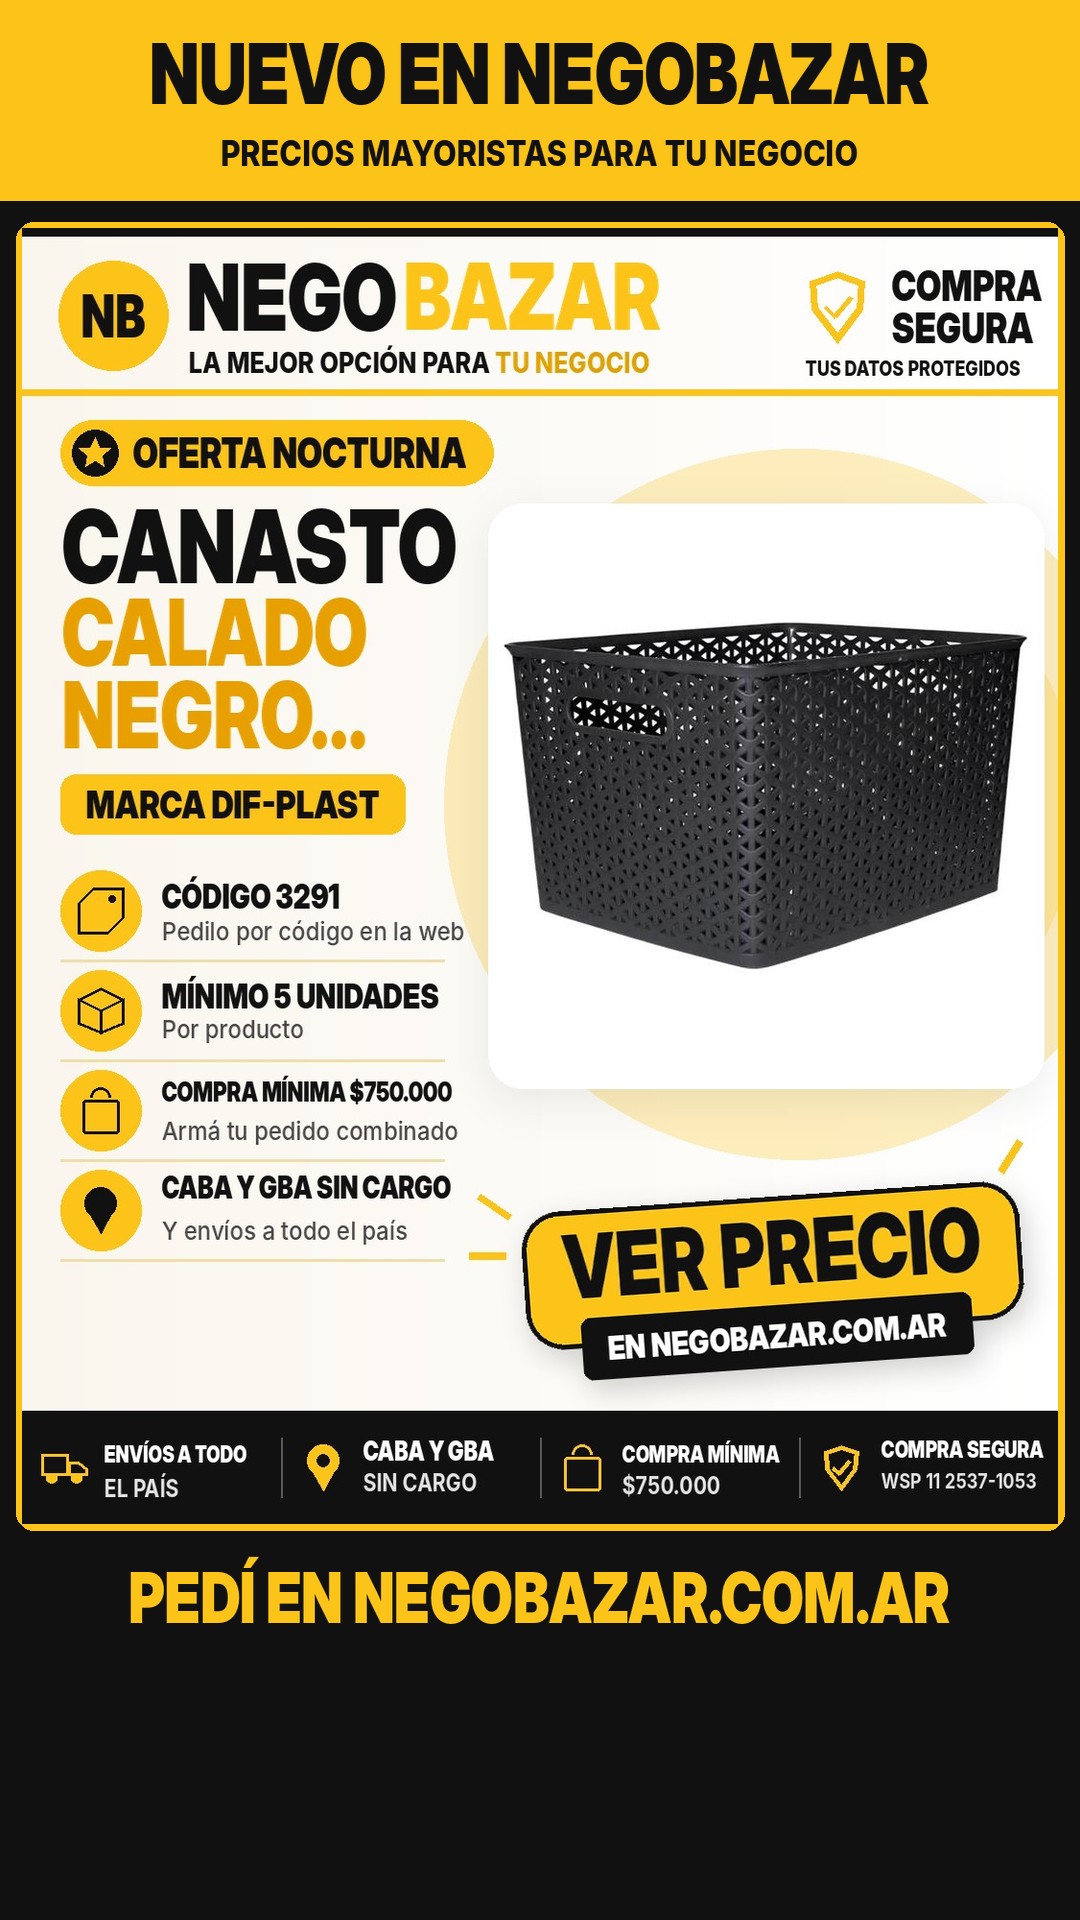 NUEVO EN NEGOBAZAR
PRECIOS MAYORISTAS PARA TU NEGOCIO
NB
NEGOBAZAR
LA MEJOR OPCIÓN PARA TU NEGOCIO
COMPRA
SEGURA
TUS DATOS PROTEGIDOS
OFERTA NOCTURNA
CANASTO
CALADO
NEGRO...
MARCA DIF-PLAST
CÓDIGO 3291
Pedilo por código en la web
MÍNIMO 5 UNIDADES
Por producto
COMPRA MÍNIMA $750.000
Armá tu pedido combinado
CABA Y GBA SIN CARGO
Y envíos a todo el país
VER PRECIO
EN NEGOBAZAR.COM.AR
ENVÍOS A TODO
EL PAÍS
CABA Y GBA
SIN CARGO
COMPRA MÍNIMA
$750.000
COMPRA SEGURA
WSP 11 2537-1053
PEDÍ EN NEGOBAZAR.COM.AR